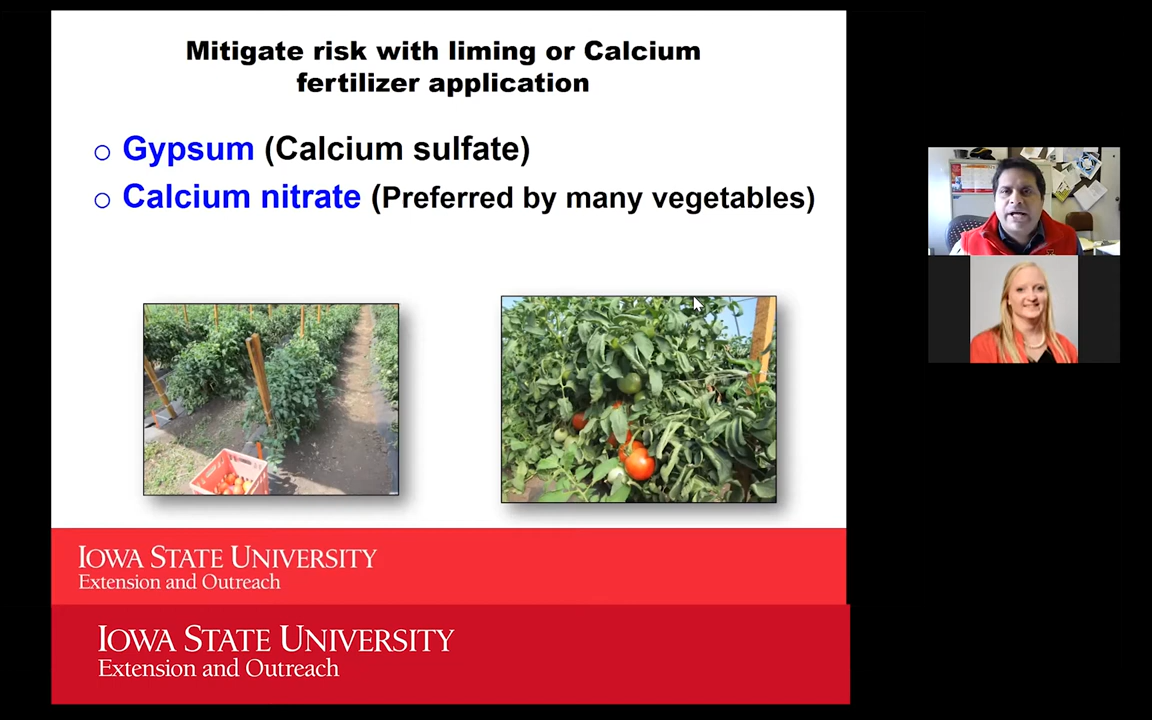 Mitigate risk with liming or Calcium
fertilizer application
o Gypsum (Calcium sulfate)
o Calcium nitrate (Preferred by many vegetables)
IOWA STATE UNIVERSITY
Extension and Outreach
IOWA STATE UNIVERSITY
Extension and Outreach